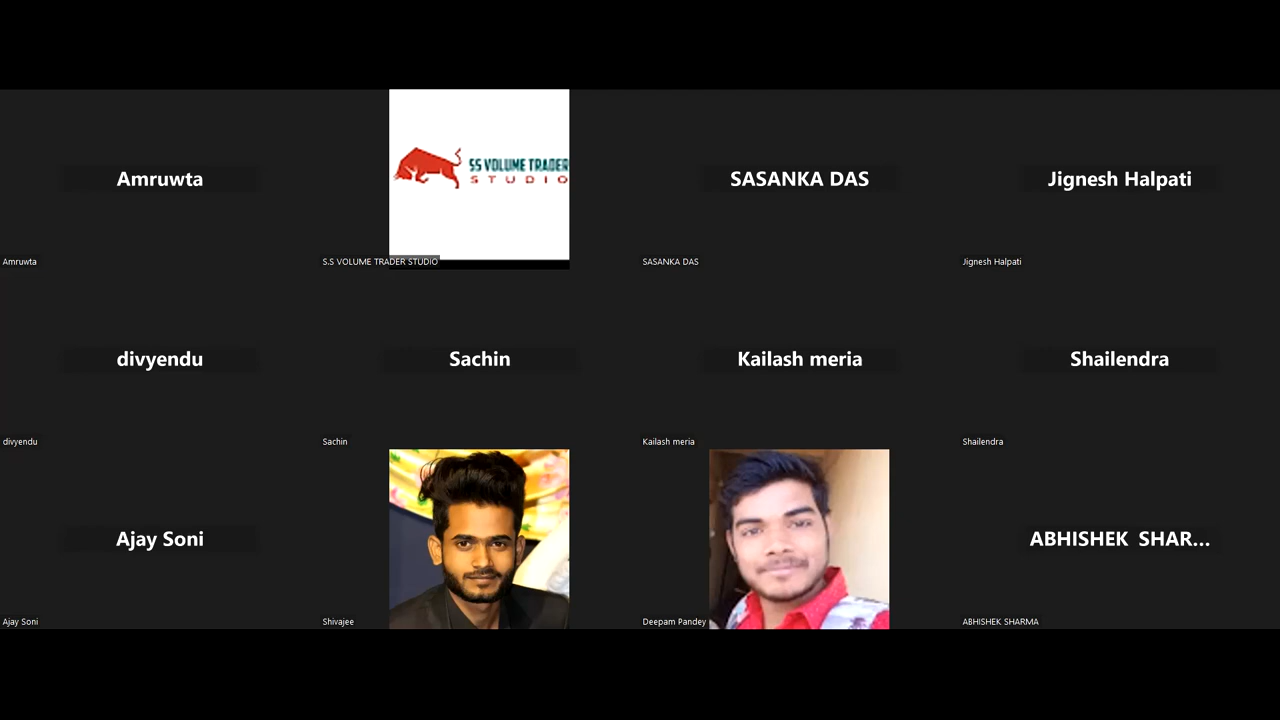 Amruwta
SS VOLUME TRADER
STUDIO
SASANKA DAS
Jignesh Halpati
Amruwta
S.S VOLUME TRADER STUDIO
SASANKA DAS
Jignesh Halpati
divyendu
Sachin
Kailash meria
Shailendra
divyendu
Sachin
Kailash meria
Shailendra
Ajay Soni
ABHISHEK SHAR...
Ajay Soni
Shivajee
Deepam Pandey
ABHISHEK SHARMA